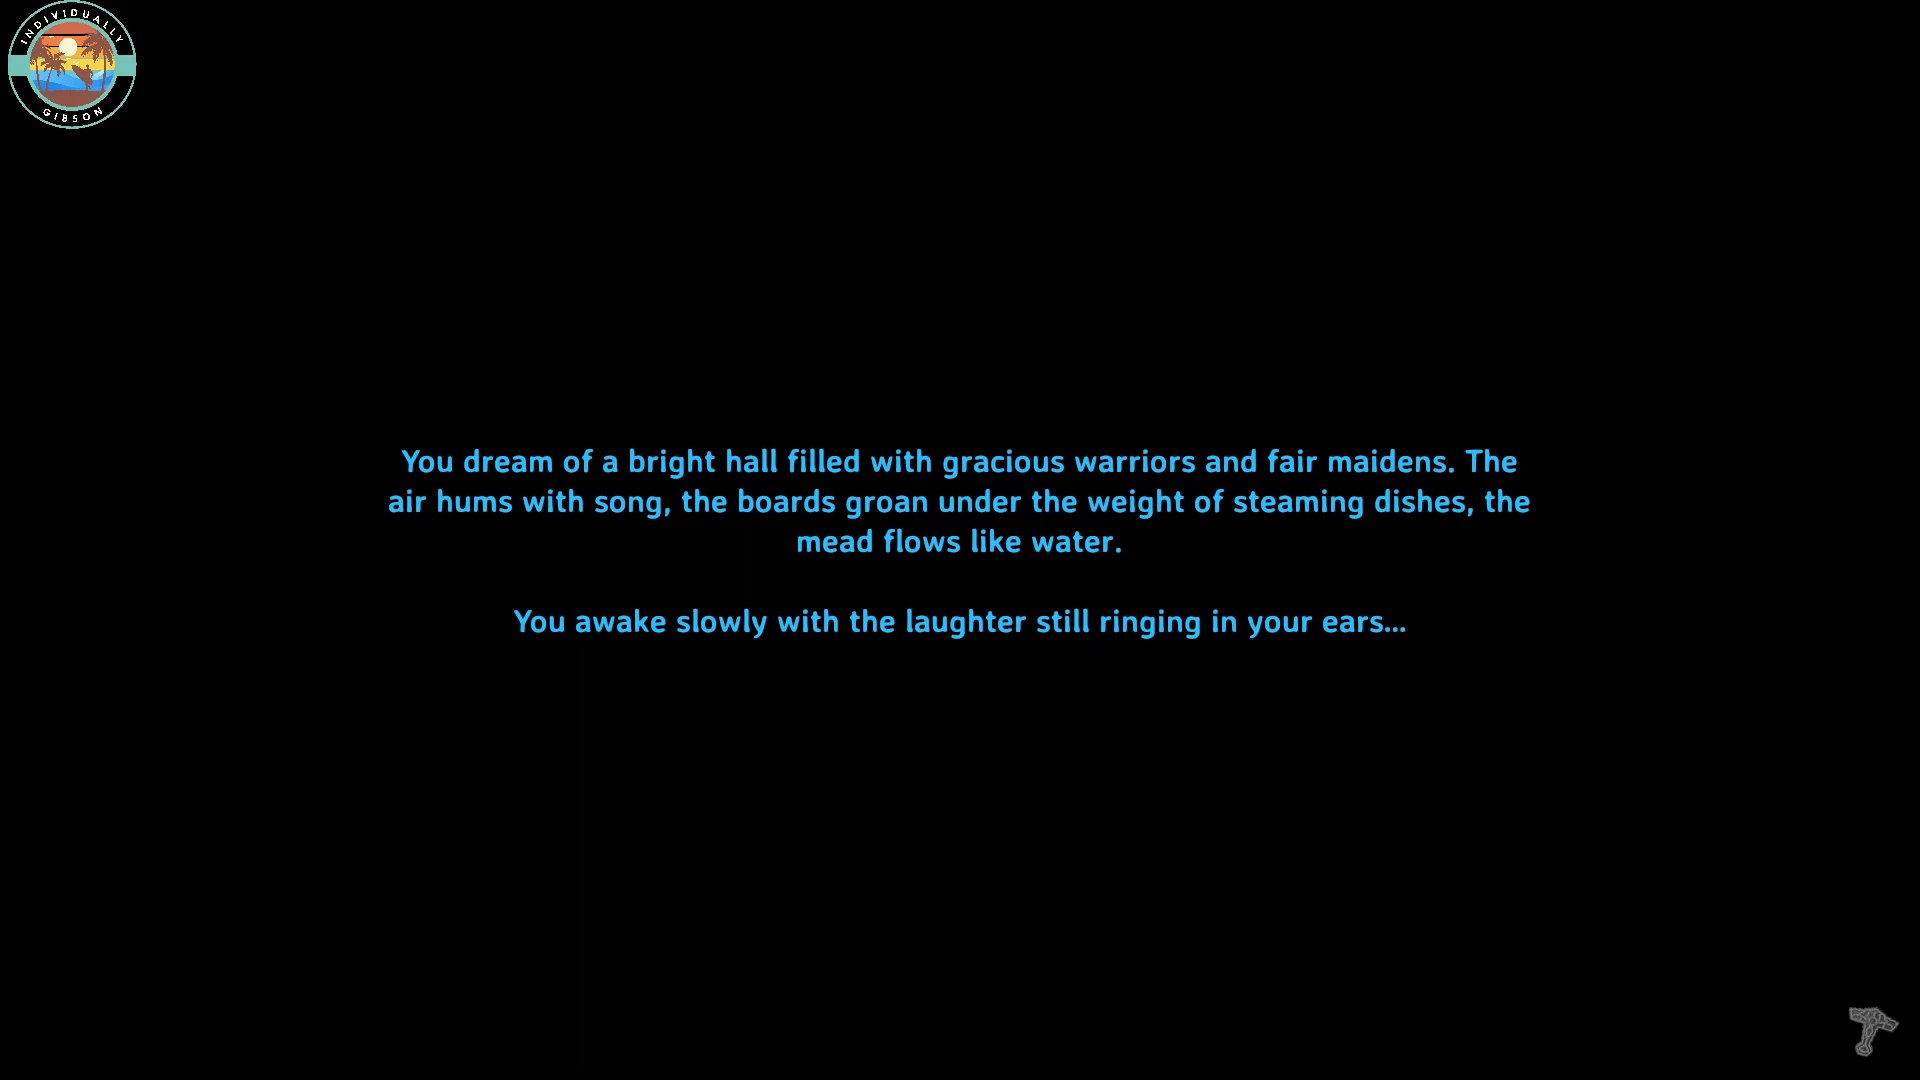 INDIVIDUALLY
GIBSON
You dream of a bright hall filled with gracious warriors and fair maidens. The
air hums with song, the boards groan under the weight of steaming dishes, the
mead flows like water.
You awake slowly with the laughter still ringing in your ears...